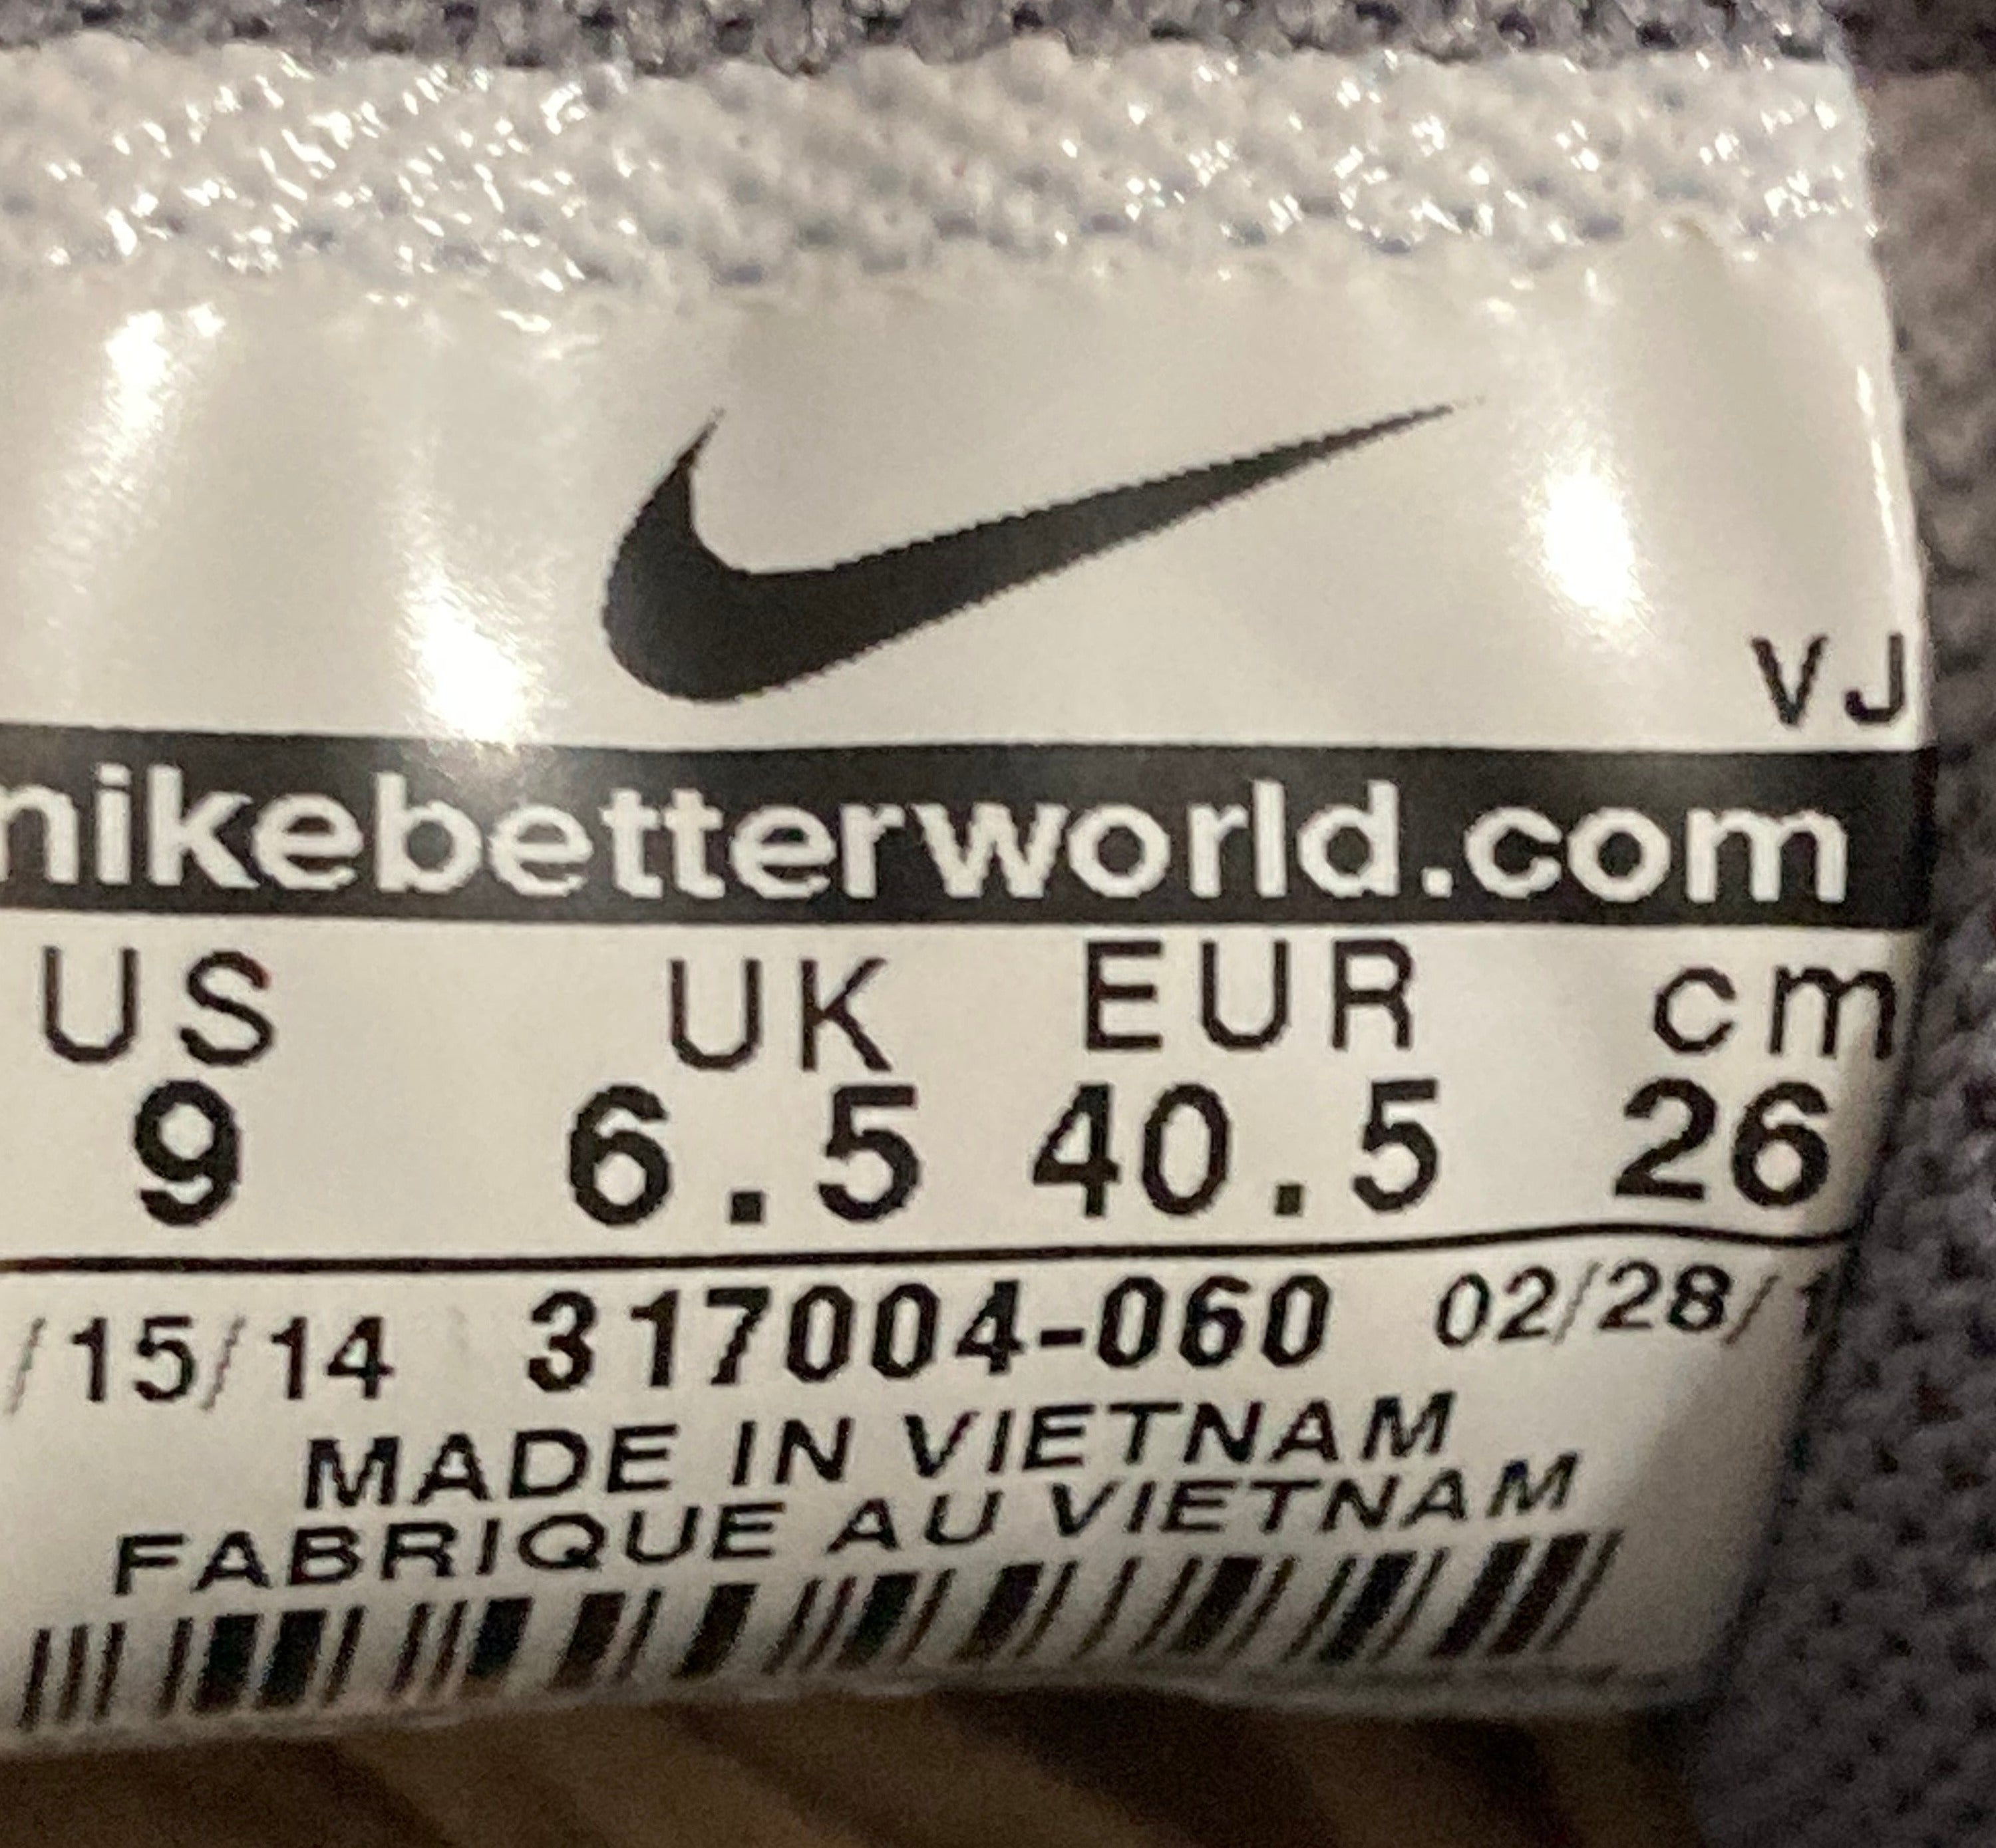 VJ
nikebetterworld.com
US UK EUR cm
9 6.5 40.5 26
/15/14 317004-060 02/28/1
MADE IN VIETNAM
FABRIQUE AU VIETNAM